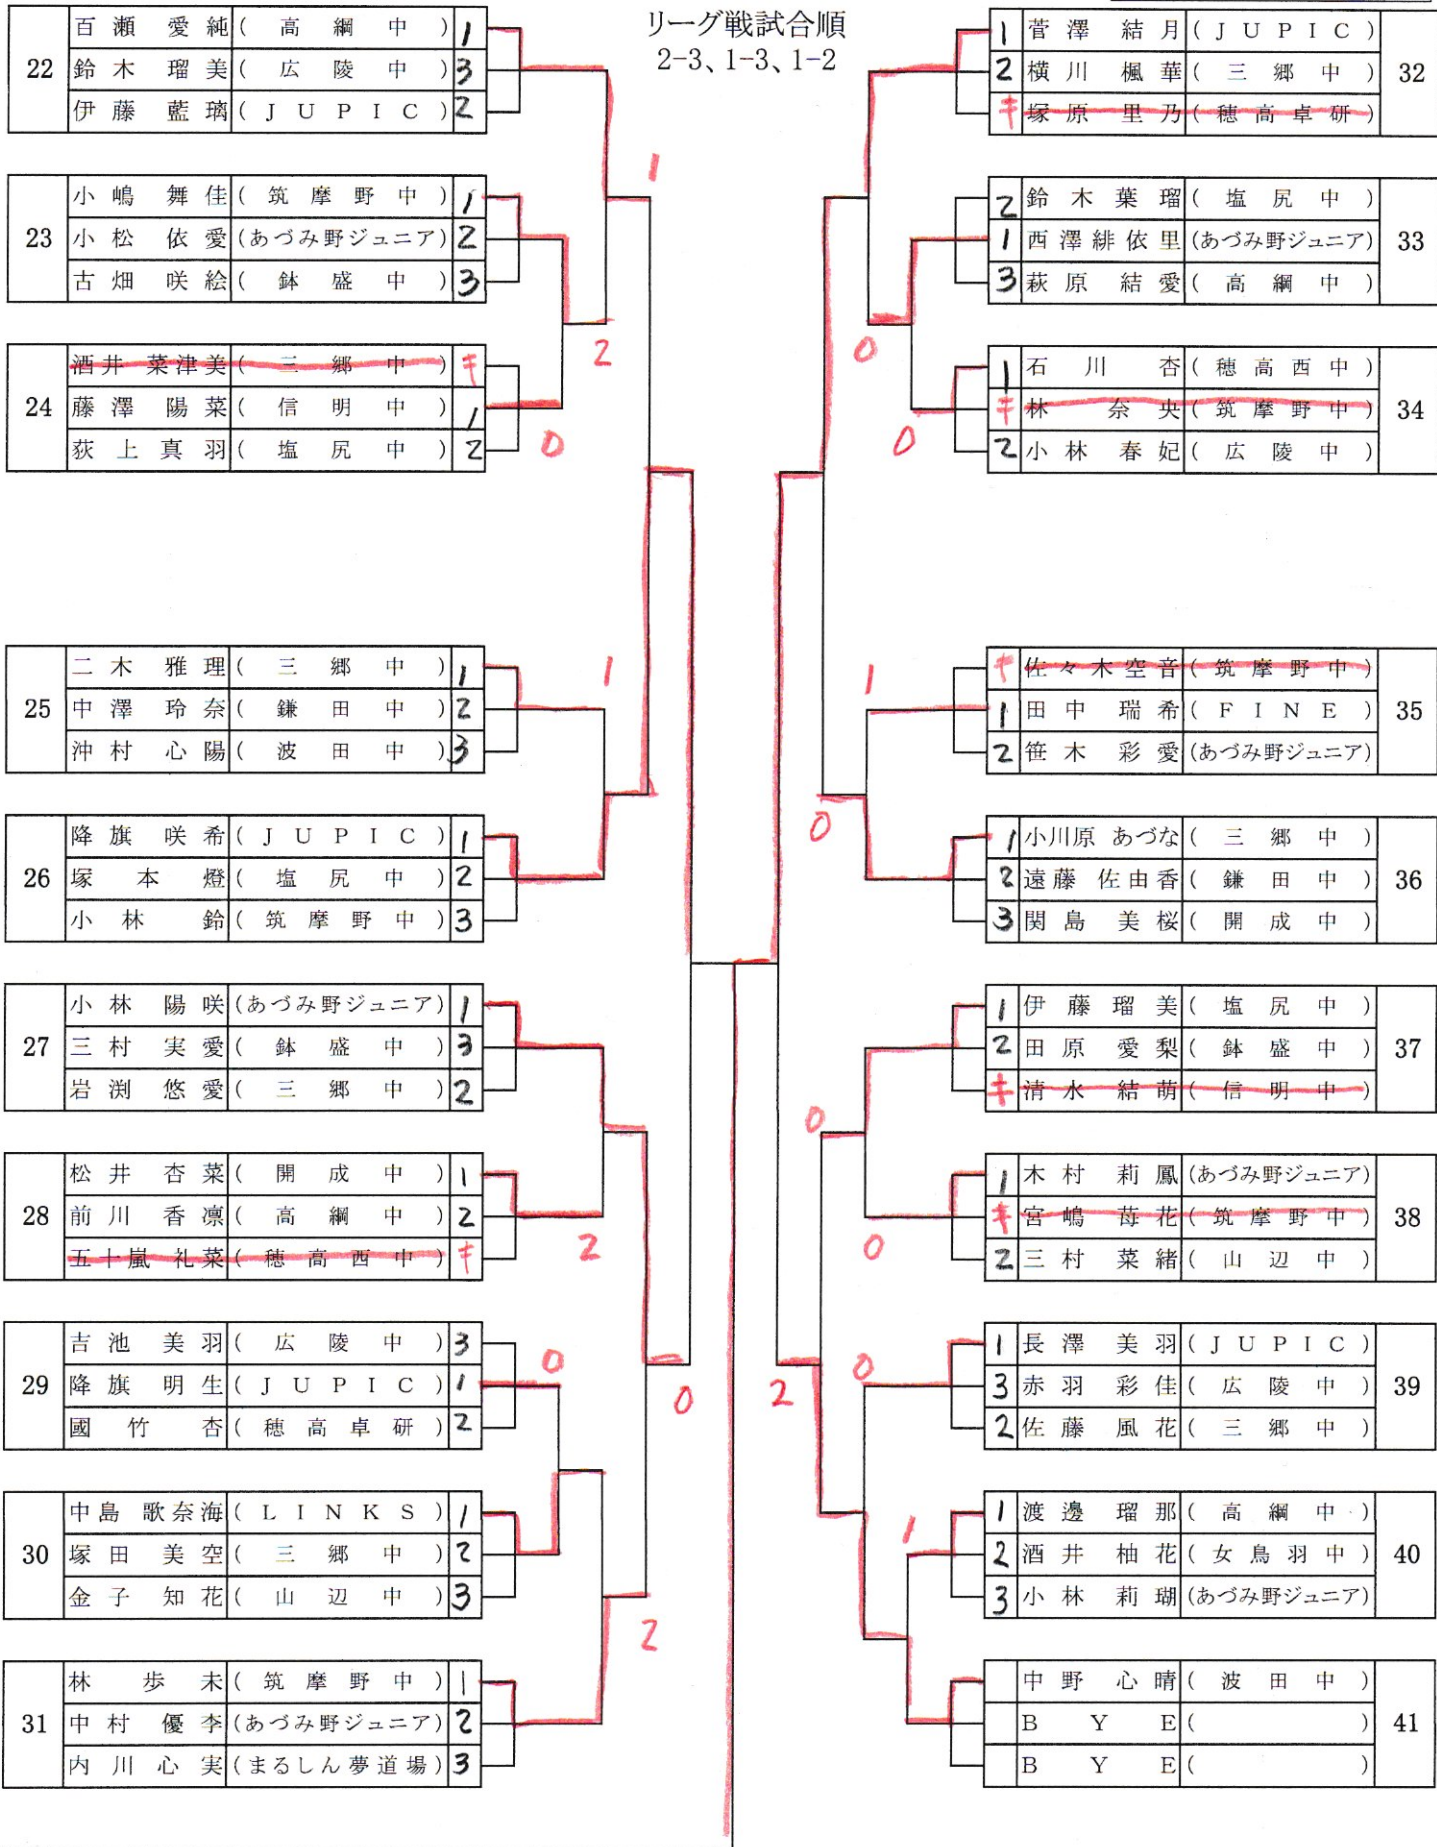 リーグ戦試合順
2-3、1-3、1-2
22
百瀬 愛純 (高綱中) 1
鈴木 瑠美 (広陵中) 3
伊藤 藍璃 (JUPIC) 2
23
小嶋 舞佳 (筑摩野中) 1
小松 依愛 (あづみ野ジュニア) 2
古畑 咲絵 (鉢盛中) 3
24
酒井 菜津美 (三郷中) キ
藤澤 陽菜 (信明中) 1
荻上 真羽 (塩尻中) 2
1
2
0
25
二木 雅理 (三郷中) 1
中澤 玲奈 (鎌田中) 2
沖村 心陽 (波田中) 3
26
降旗 咲希 (JUPIC) 1
塚本 燈 (塩尻中) 2
小林 鈴 (筑摩野中) 3
1
27
小林 陽咲 (あづみ野ジュニア) 1
三村 実愛 (鉢盛中) 3
岩渕 悠愛 (三郷中) 2
28
松井 杏菜 (開成中) 1
前川 香凛 (高綱中) 2
五十嵐 礼菜 (穂高西中) キ
2
29
吉池 美羽 (広陵中) 3
降旗 明生 (JUPIC) 1
國竹 杏 (穂高卓研) 2
0
0
30
中島 歌奈海 (LINKS) 1
塚田 美空 (三郷中) 2
金子 知花 (山辺中) 3
2
31
林 歩未 (筑摩野中) 1
中村 優李 (あづみ野ジュニア) 2
内川 心実 (まるしん夢道場) 3
1 菅澤 結月 (JUPIC)
2 横川 楓華 (三郷中)
キ 塚原 里乃 (穂高卓研)
32
2 鈴木 葉瑠 (塩尻中)
1 西澤 緋依里 (あづみ野ジュニア)
3 萩原 結愛 (高綱中)
33
0
1 石川 杏 (穂高西中)
キ 林 奈央 (筑摩野中)
2 小林 春妃 (広陵中)
34
0
キ 佐々木 空音 (筑摩野中)
1 田中 瑞希 (FINE)
2 笹木 彩愛 (あづみ野ジュニア)
35
1
0
1 小川原 あづな (三郷中)
2 遠藤 佐由香 (鎌田中)
3 関島 美桜 (開成中)
36
1 伊藤 瑠美 (塩尻中)
2 田原 愛梨 (鉢盛中)
キ 清水 結萌 (信明中)
37
0
1 木村 莉鳳 (あづみ野ジュニア)
キ 宮嶋 苺花 (筑摩野中)
2 三村 菜緒 (山辺中)
38
0
1 長澤 美羽 (JUPIC)
3 赤羽 彩佳 (広陵中)
2 佐藤 風花 (三郷中)
39
0
2
1 渡邊 瑠那 (高綱中)
2 酒井 柚花 (女鳥羽中)
3 小林 莉瑚 (あづみ野ジュニア)
40
1
中野 心晴 (波田中)
BYE ( )
BYE ( )
41